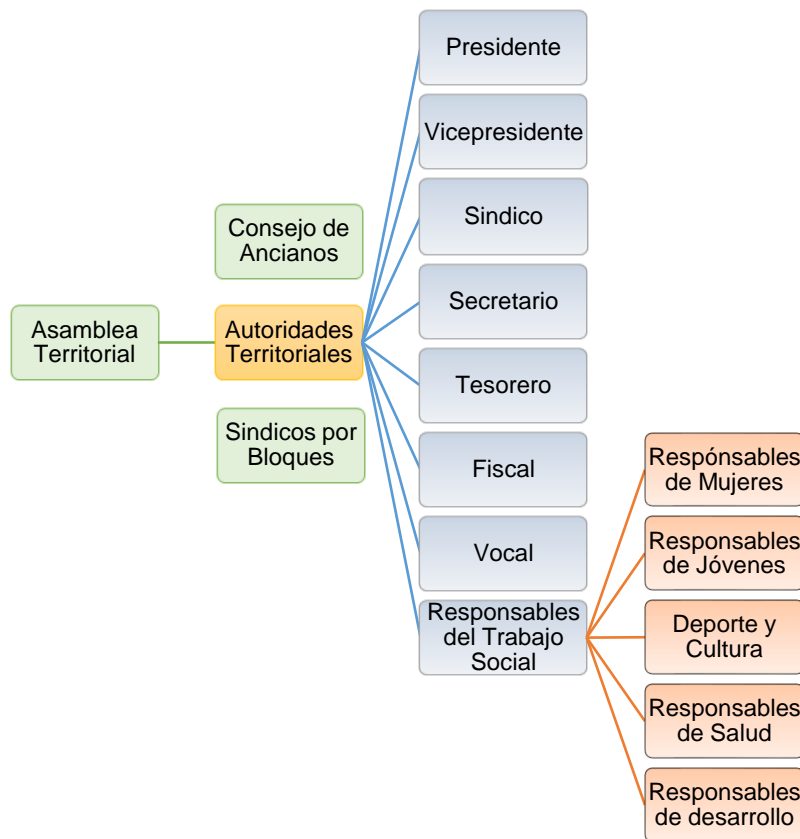 Presidente
Vicepresidente
Sindico
Consejo de
Ancianos
Secretario
Asamblea
Territorial
Autoridades
Territoriales
Tesorero
Sindicos por
Bloques
Fiscal
Respónsables
de Mujeres
Vocal
Responsables
de Jóvenes
Responsables
del Trabajo
Social
Deporte y
Cultura
Responsables
de Salud
Responsables
de desarrollo